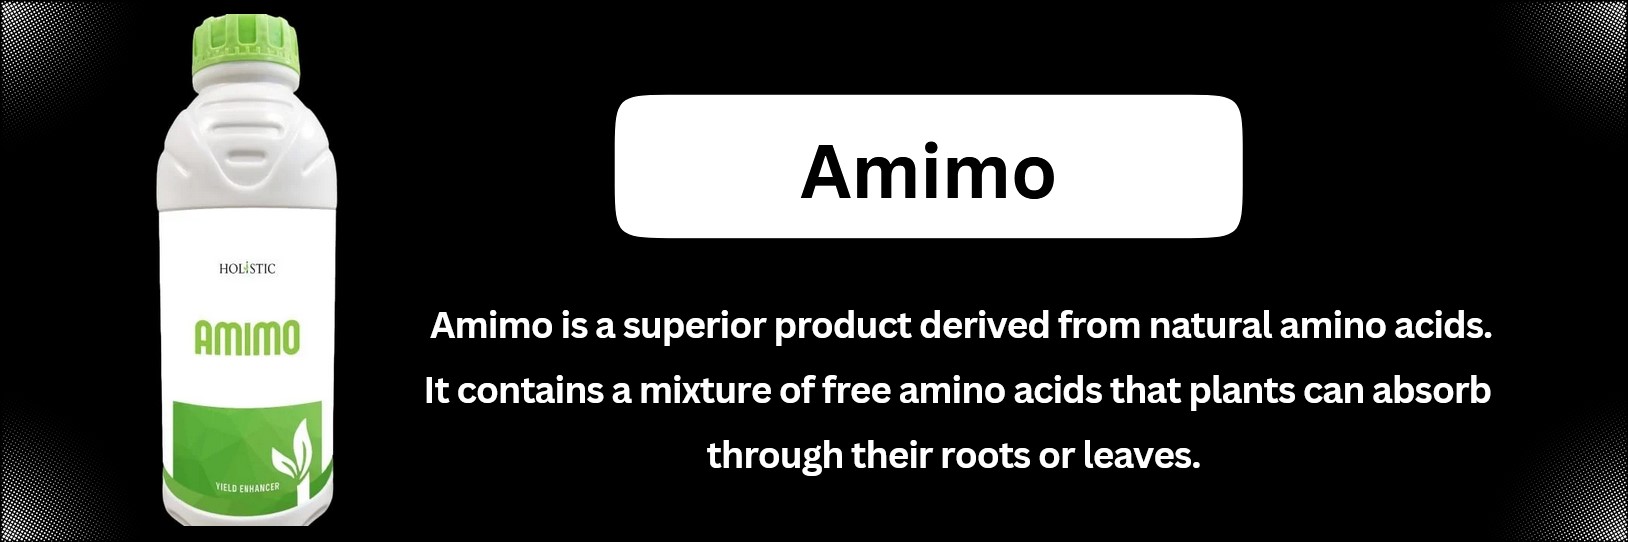 HOLiSTIC
AMIMO
YIELD ENHANCER
Amimo
Amimo is a superior product derived from natural amino acids.
It contains a mixture of free amino acids that plants can absorb
through their roots or leaves.